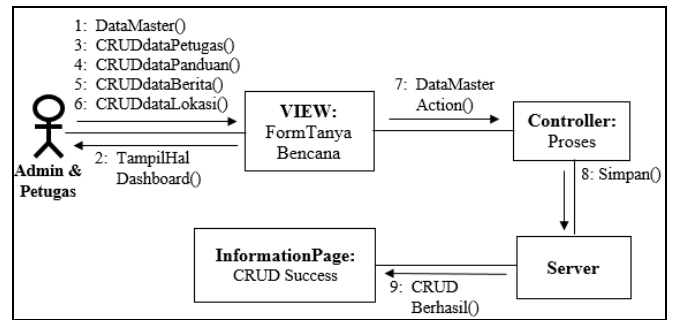 1: DataMaster()
3: CRUDdataPetugas()
4: CRUDdataPanduan()
5: CRUDdataBerita()
6: CRUDdataLokasi()
VIEW:
FormTanya
Bencana
7: DataMaster
Action()
Controller:
Proses
Admin &
Petugas
2: TampilHal
Dashboard()
8: Simpan()
InformationPage:
CRUD Success
Server
9: CRUD
Berhasil()